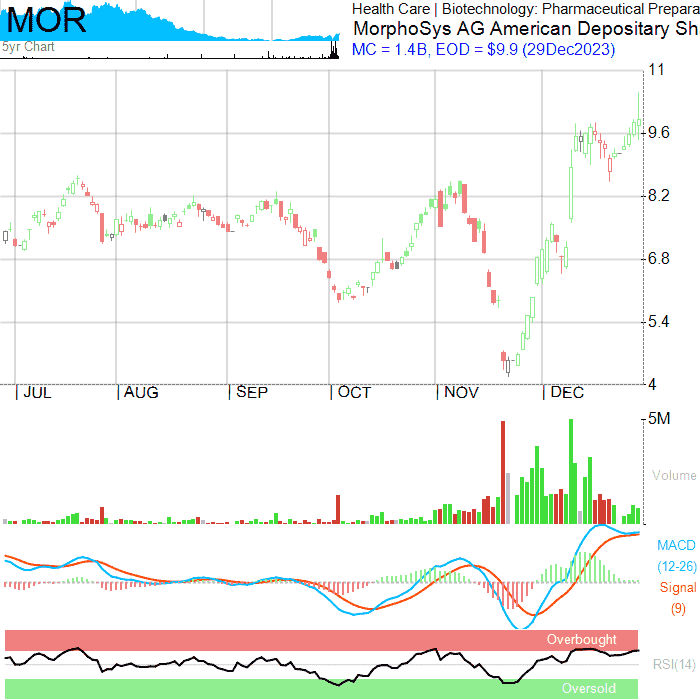 MOR
5yr Chart
Health Care | Biotechnology: Pharmaceutical Prepara
MorphoSys AG American Depositary Sh
MC = 1.4B, EOD = $9.9 (29Dec2023)
11
9.6
8.2
6.8
5.4
4
| JUL | AUG | SEP | OCT | NOV | DEC
5M
Volume
MACD
(12-26)
Signal
(9)
Overbought
RSI(14)
Oversold